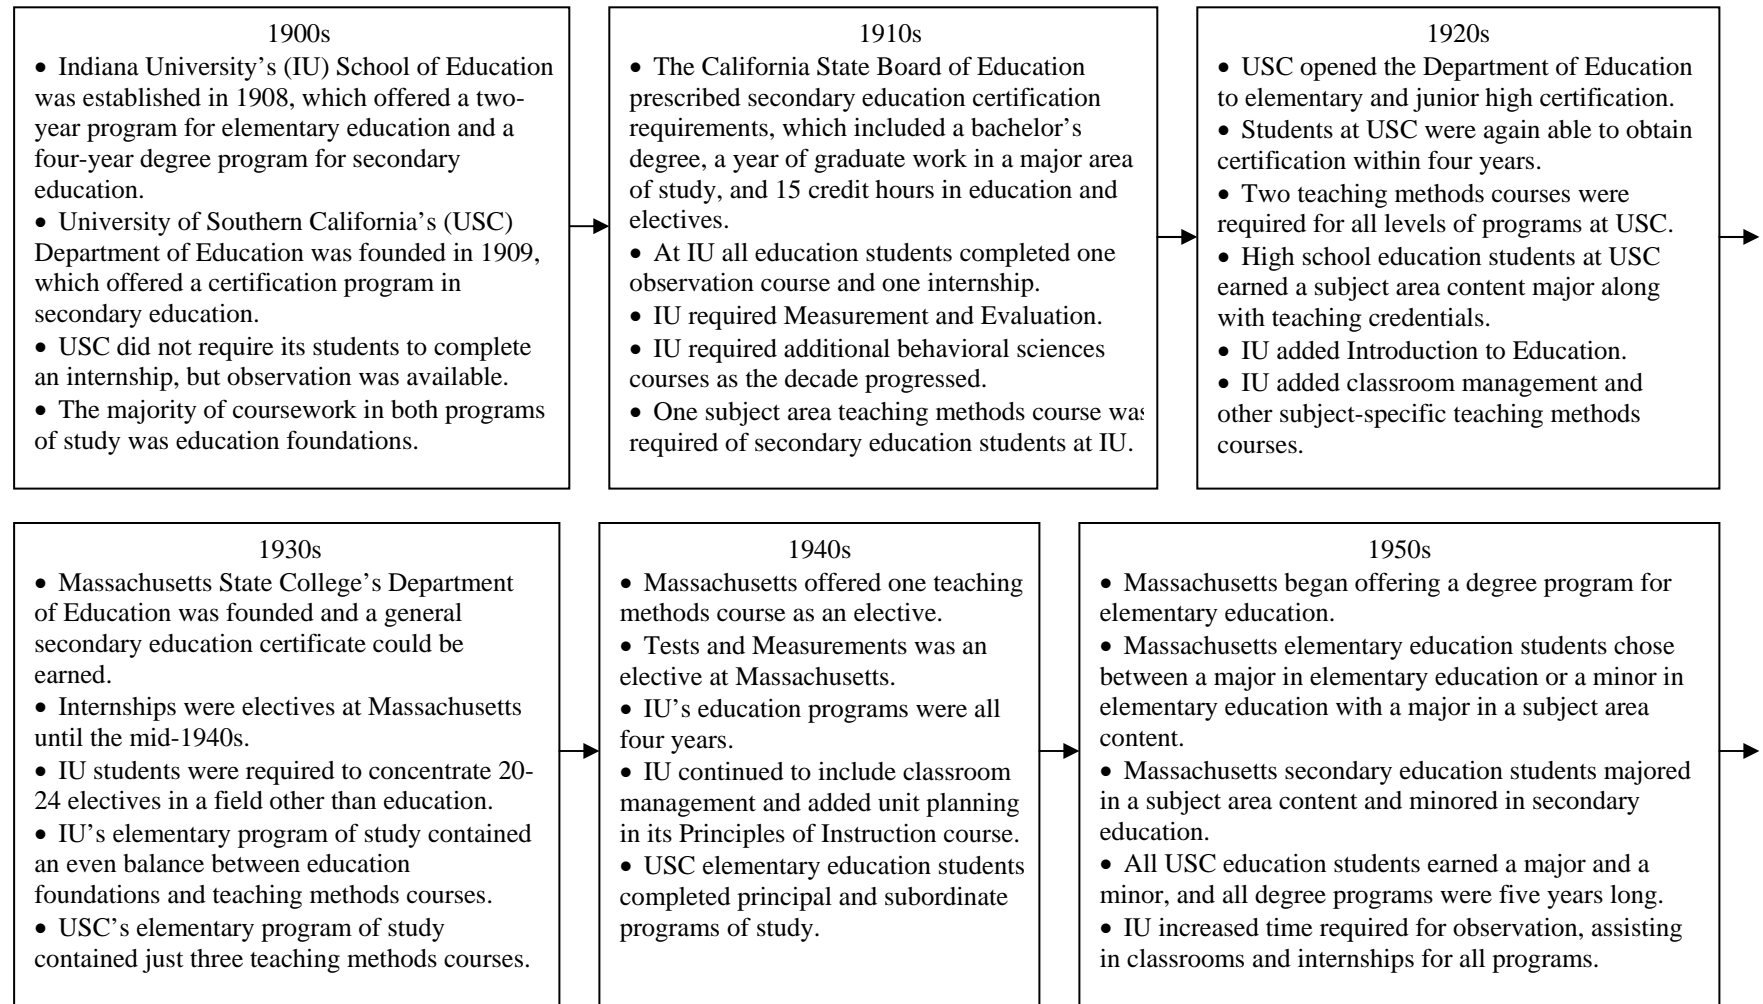 1900s
• Indiana University’s (IU) School of Education
was established in 1908, which offered a two-
year program for elementary education and a
four-year degree program for secondary
education.
• University of Southern California’s (USC)
Department of Education was founded in 1909,
which offered a certification program in
secondary education.
• USC did not require its students to complete
an internship, but observation was available.
• The majority of coursework in both programs
of study was education foundations.
1910s
• The California State Board of Education
prescribed secondary education certification
requirements, which included a bachelor’s
degree, a year of graduate work in a major area
of study, and 15 credit hours in education and
electives.
• At IU all education students completed one
observation course and one internship.
• IU required Measurement and Evaluation.
• IU required additional behavioral sciences
courses as the decade progressed.
• One subject area teaching methods course was
required of secondary education students at IU.
1920s
• USC opened the Department of Education
to elementary and junior high certification.
• Students at USC were again able to obtain
certification within four years.
• Two teaching methods courses were
required for all levels of programs at USC.
• High school education students at USC
earned a subject area content major along
with teaching credentials.
• IU added Introduction to Education.
• IU added classroom management and
other subject-specific teaching methods
courses.
1930s
• Massachusetts State College’s Department
of Education was founded and a general
secondary education certificate could be
earned.
• Internships were electives at Massachusetts
until the mid-1940s.
• IU students were required to concentrate 20-
24 electives in a field other than education.
• IU’s elementary program of study contained
an even balance between education
foundations and teaching methods courses.
• USC’s elementary program of study
contained just three teaching methods courses.
1940s
• Massachusetts offered one teaching
methods course as an elective.
• Tests and Measurements was an
elective at Massachusetts.
• IU’s education programs were all
four years.
• IU continued to include classroom
management and added unit planning
in its Principles of Instruction course.
• USC elementary education students
completed principal and subordinate
programs of study.
1950s
• Massachusetts began offering a degree program for
elementary education.
• Massachusetts elementary education students chose
between a major in elementary education or a minor in
elementary education with a major in a subject area
content.
• Massachusetts secondary education students majored
in a subject area content and minored in secondary
education.
• All USC education students earned a major and a
minor, and all degree programs were five years long.
• IU increased time required for observation, assisting
in classrooms and internships for all programs.